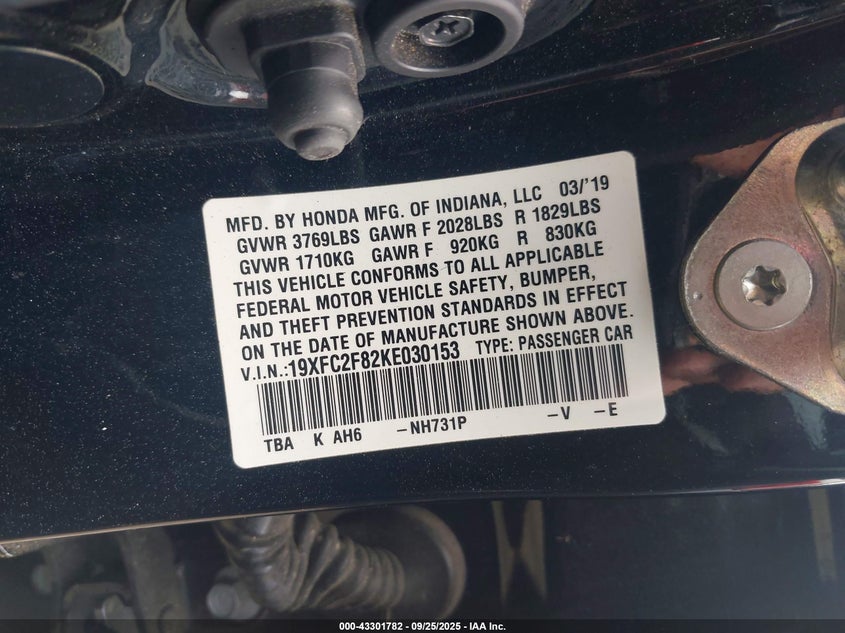 MFD. BY HONDA MFG. OF INDIANA, LLC 03/'19
GVWR 3769LBS GAWR F 2028LBS R 1829LBS
GVWR 1710KG GAWR F 920KG R 830KG
THIS VEHICLE CONFORMS TO ALL APPLICABLE
FEDERAL MOTOR VEHICLE SAFETY, BUMPER,
AND THEFT PREVENTION STANDARDS IN EFFECT
ON THE DATE OF MANUFACTURE SHOWN ABOVE.
V.I.N.:19XFC2F82KE030153 TYPE: PASSENGER CAR
TBA K AH6 –NH731P –V –E
000-43301782 - 09/25/2025 - IAA Inc.